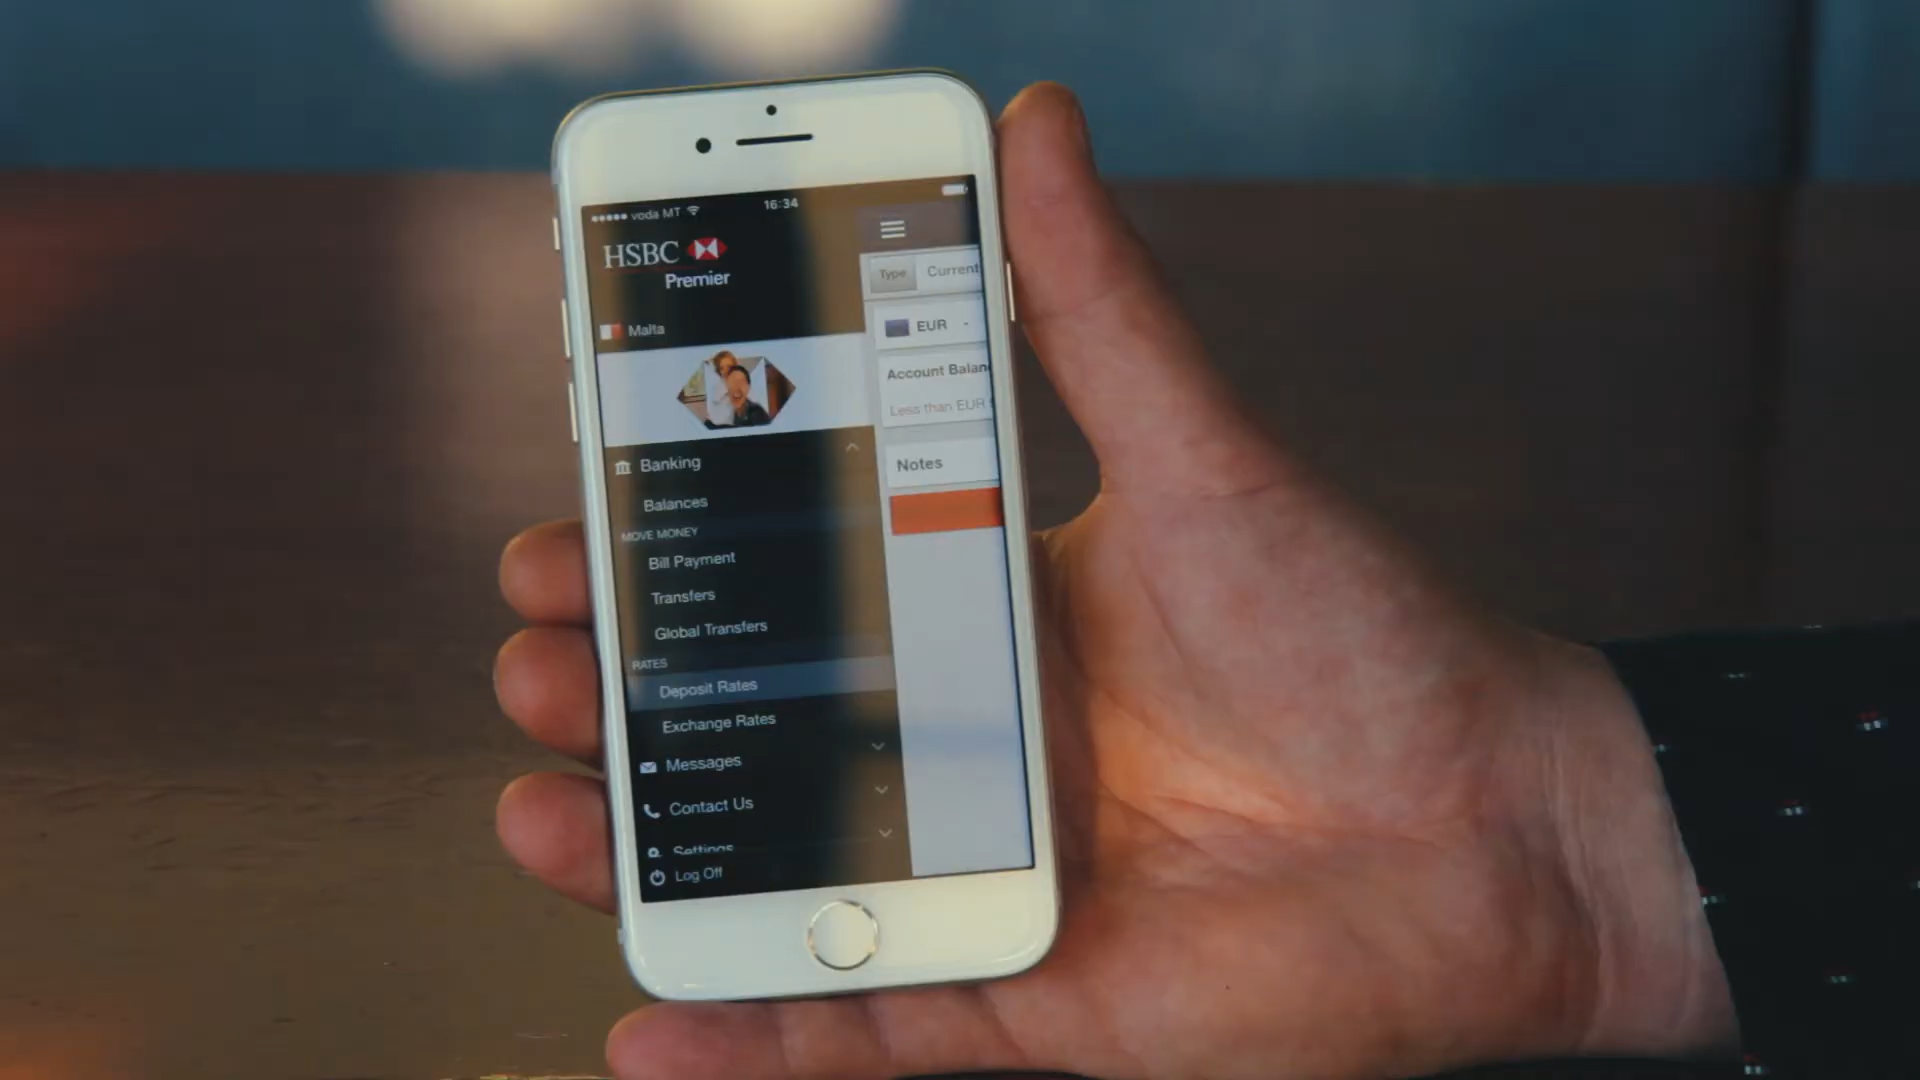 voda MT
16:34
HSBC
Premier
Malta
Banking
Balances
MOVE MONEY
Bill Payment
Transfers
Global Transfers
RATES
Deposit Rates
Exchange Rates
Messages
Contact Us
Settings
Log Off
Type Current
EUR -
Account Balan
Less than EUR
Notes